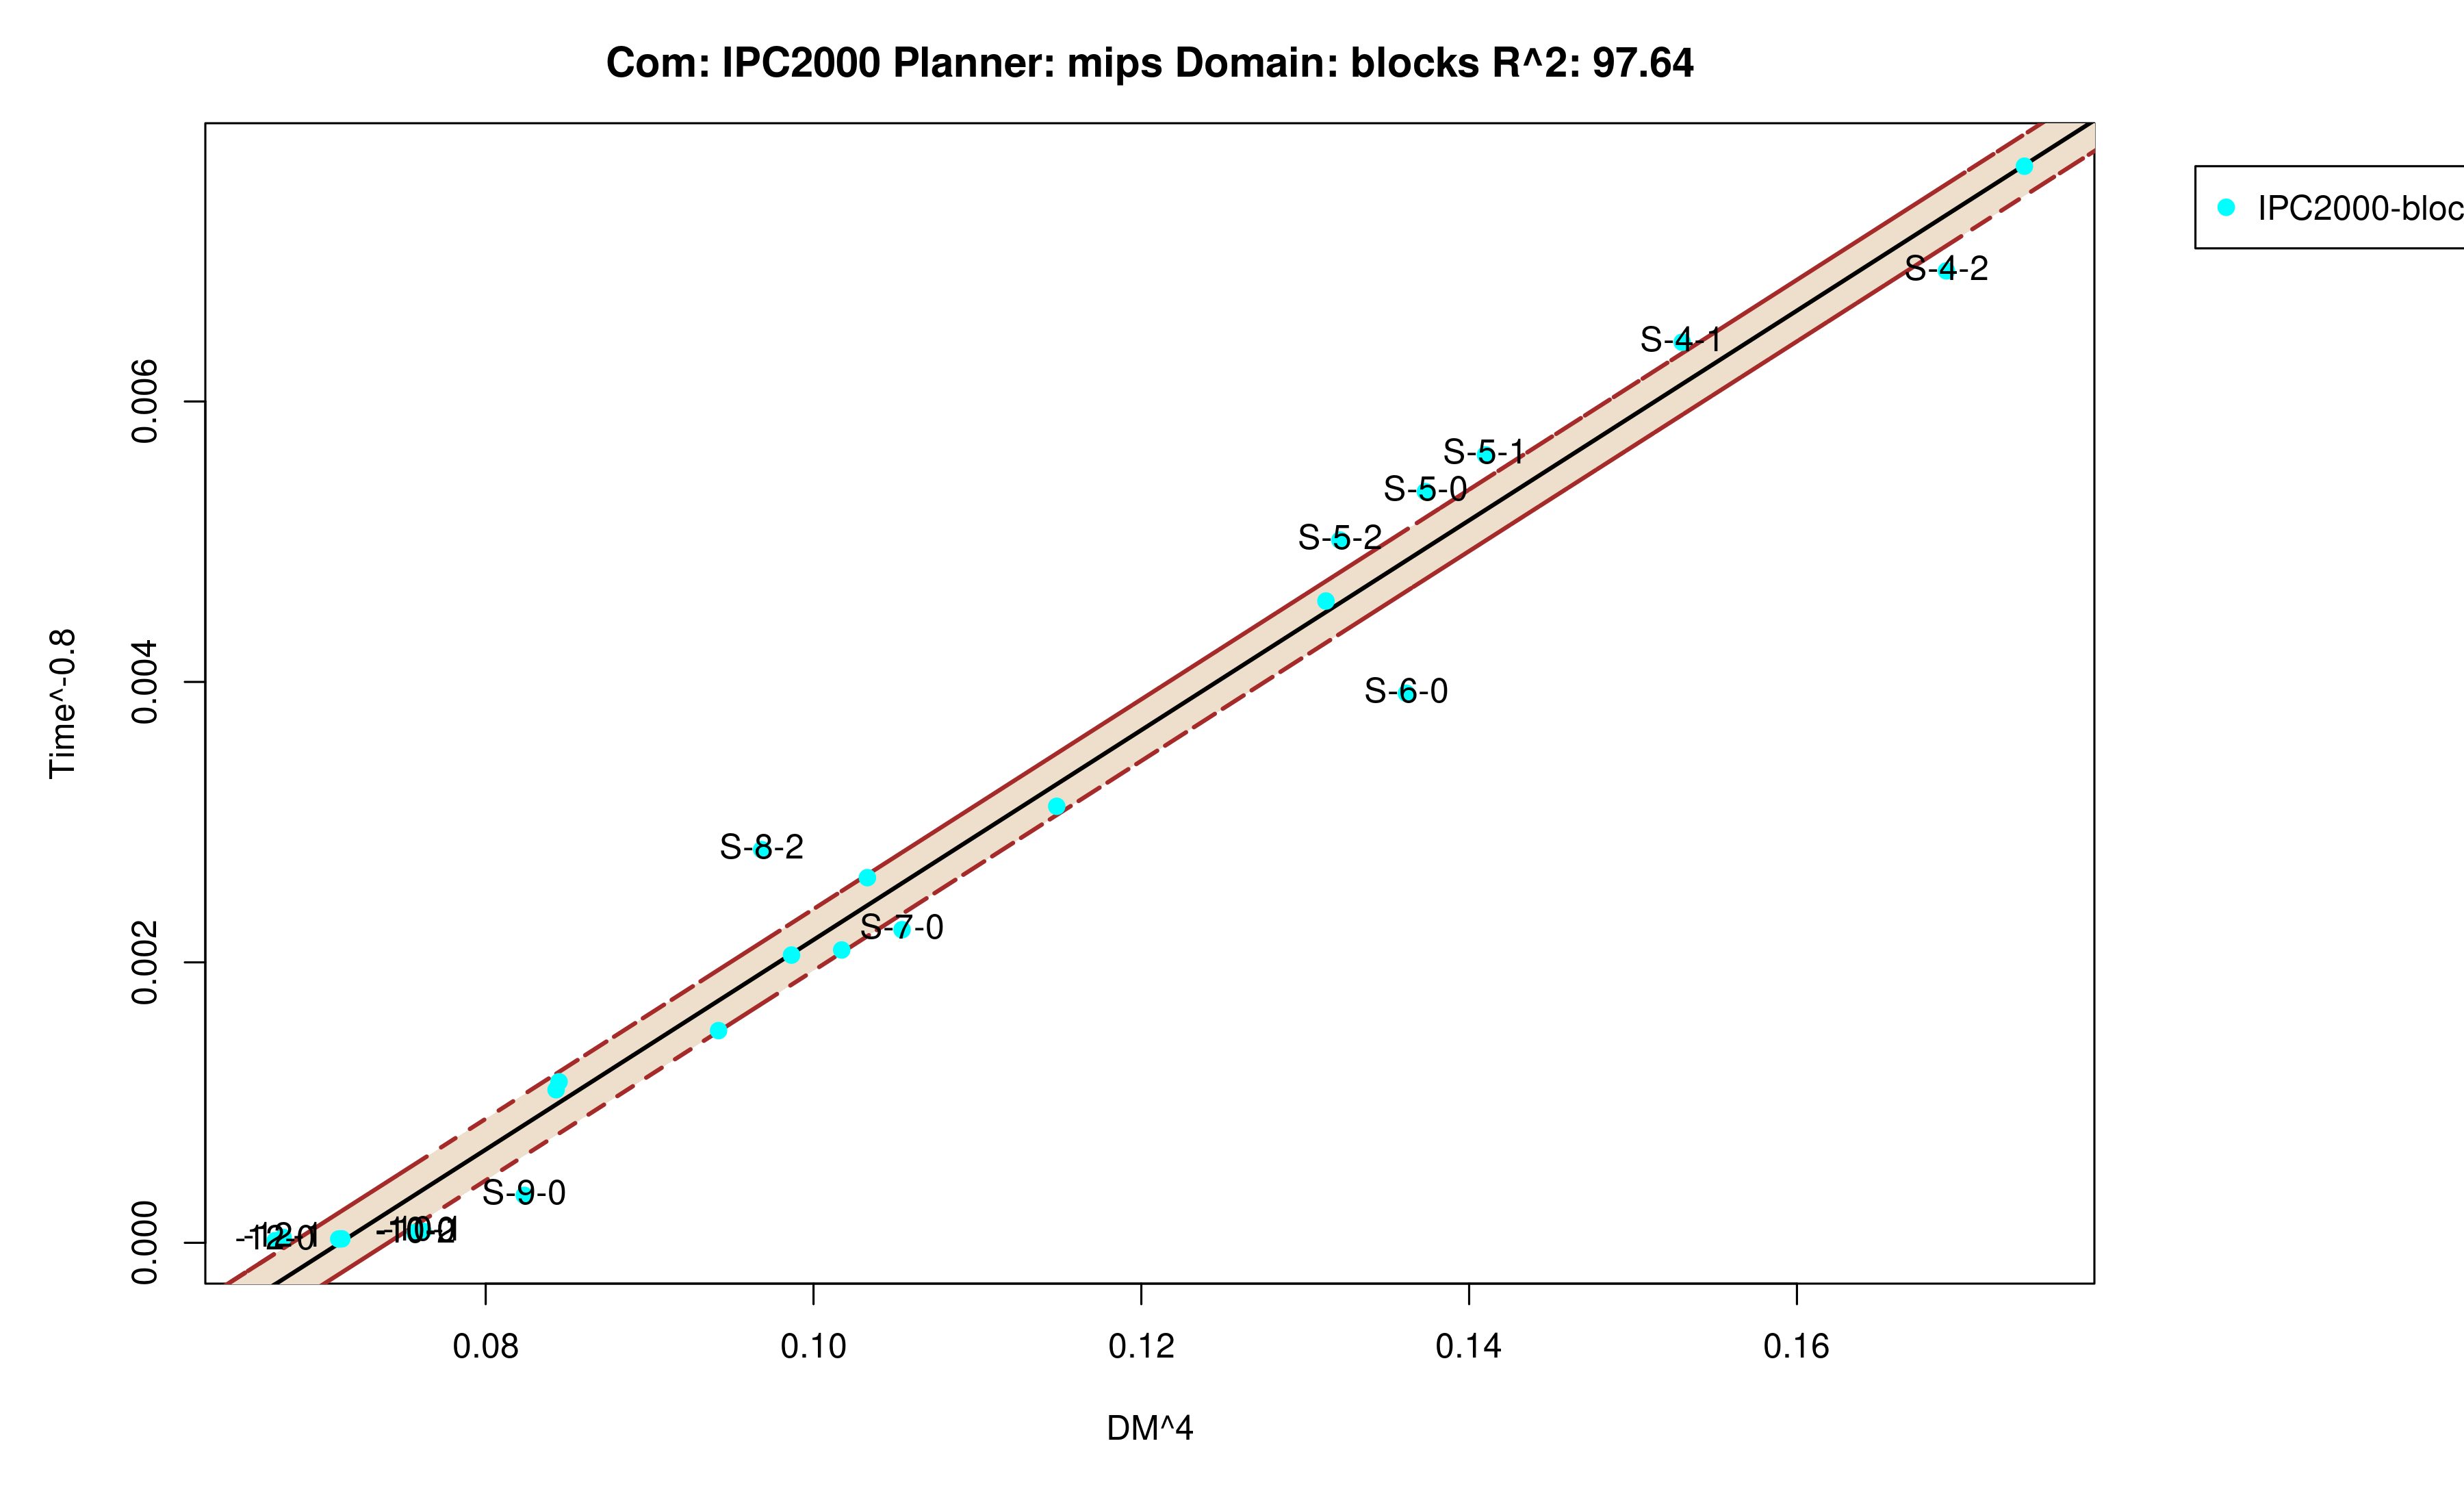 Com: IPC2000 Planner: mips Domain: blocks R^2: 97.64
IPC2000-bloc
S-4-2
S-4-1
0.006
S-5-1
S-5-0
S-5-2
Time^-0.8
0.004
S-6-0
S-8-2
S-7-0
0.002
S-9-0
0.000
0.08
0.10
0.12
0.14
0.16
DM^4